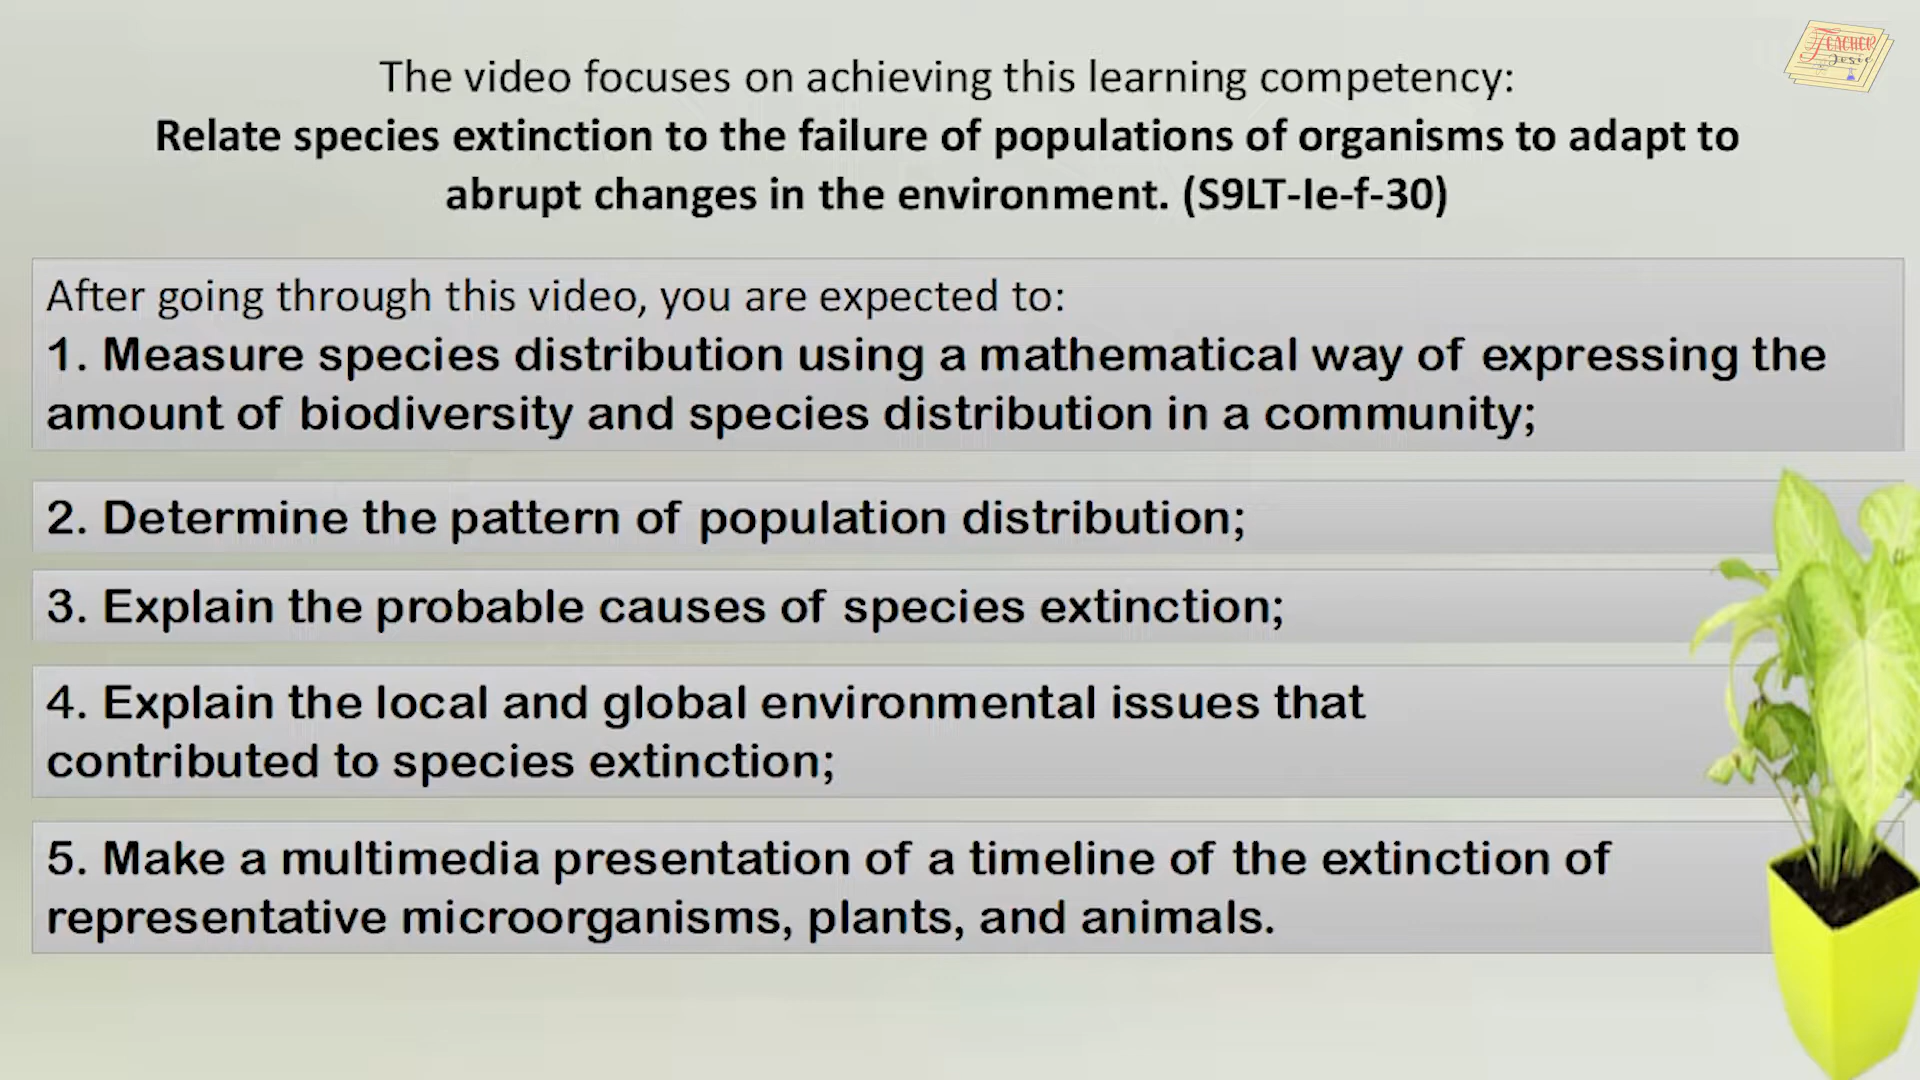 TEACHER
Josie
The video focuses on achieving this learning competency:
Relate species extinction to the failure of populations of organisms to adapt to
abrupt changes in the environment. (S9LT-Ie-f-30)
After going through this video, you are expected to:
1. Measure species distribution using a mathematical way of expressing the
amount of biodiversity and species distribution in a community;
2. Determine the pattern of population distribution;
3. Explain the probable causes of species extinction;
4. Explain the local and global environmental issues that
contributed to species extinction;
5. Make a multimedia presentation of a timeline of the extinction of
representative microorganisms, plants, and animals.